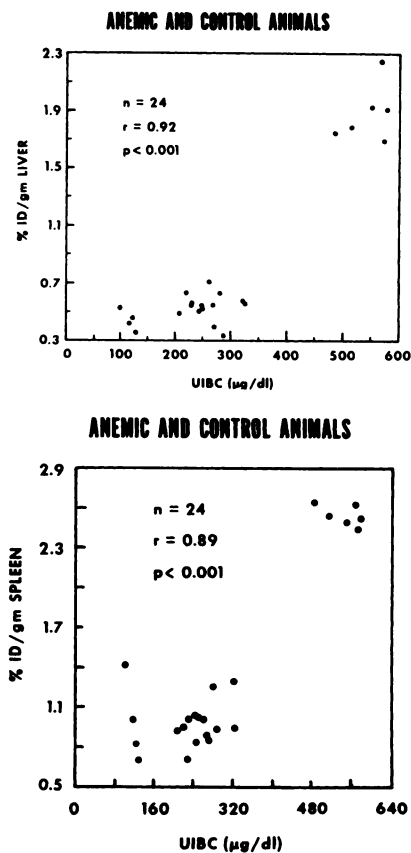 ANEMIC AND CONTROL ANIMALS
2.3
n = 24
1.9
r = 0.92
p< 0.001
1.5
% ID/gm LIVER
1.1
0.7
0.3
0 100 200 300 400 500 600
UIBC (μg/dl)
ANEMIC AND CONTROL ANIMALS
2.9
n = 24
2.3
r = 0.89
p< 0.001
% ID/gm SPLEEN
1.7
1.1
0.5
0 160 320 480 640
UIBC (μg/dl)